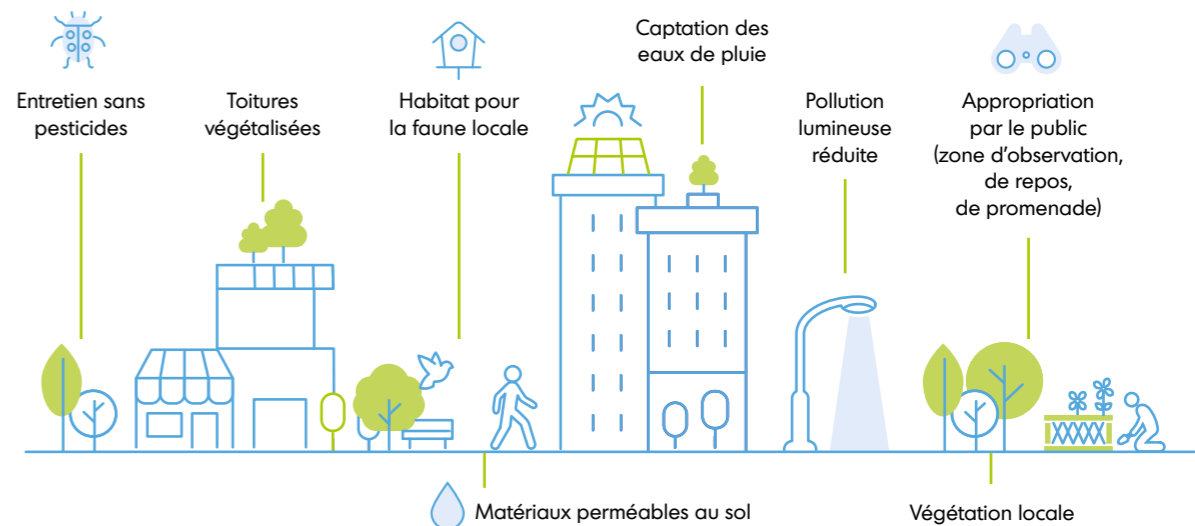 Entretien sans
pesticides
Toitures
végétalisées
Habitat pour
la faune locale
Captation des
eaux de pluie
Pollution
lumineuse
réduite
Appropriation
par le public
(zone d'observation,
de repos,
de promenade)
Matériaux perméables au sol
Végétation locale